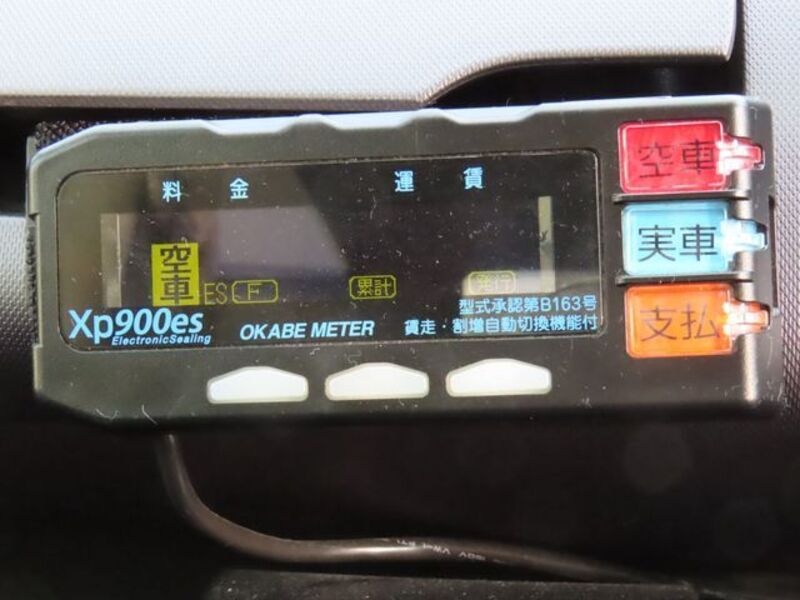 料金 運賃
空車
実車
支払
空車 ES F 累計 発行
Xp900es
ElectronicSealing
OKABE METER
型式承認第B163号
賃走・割増自動切換機能付